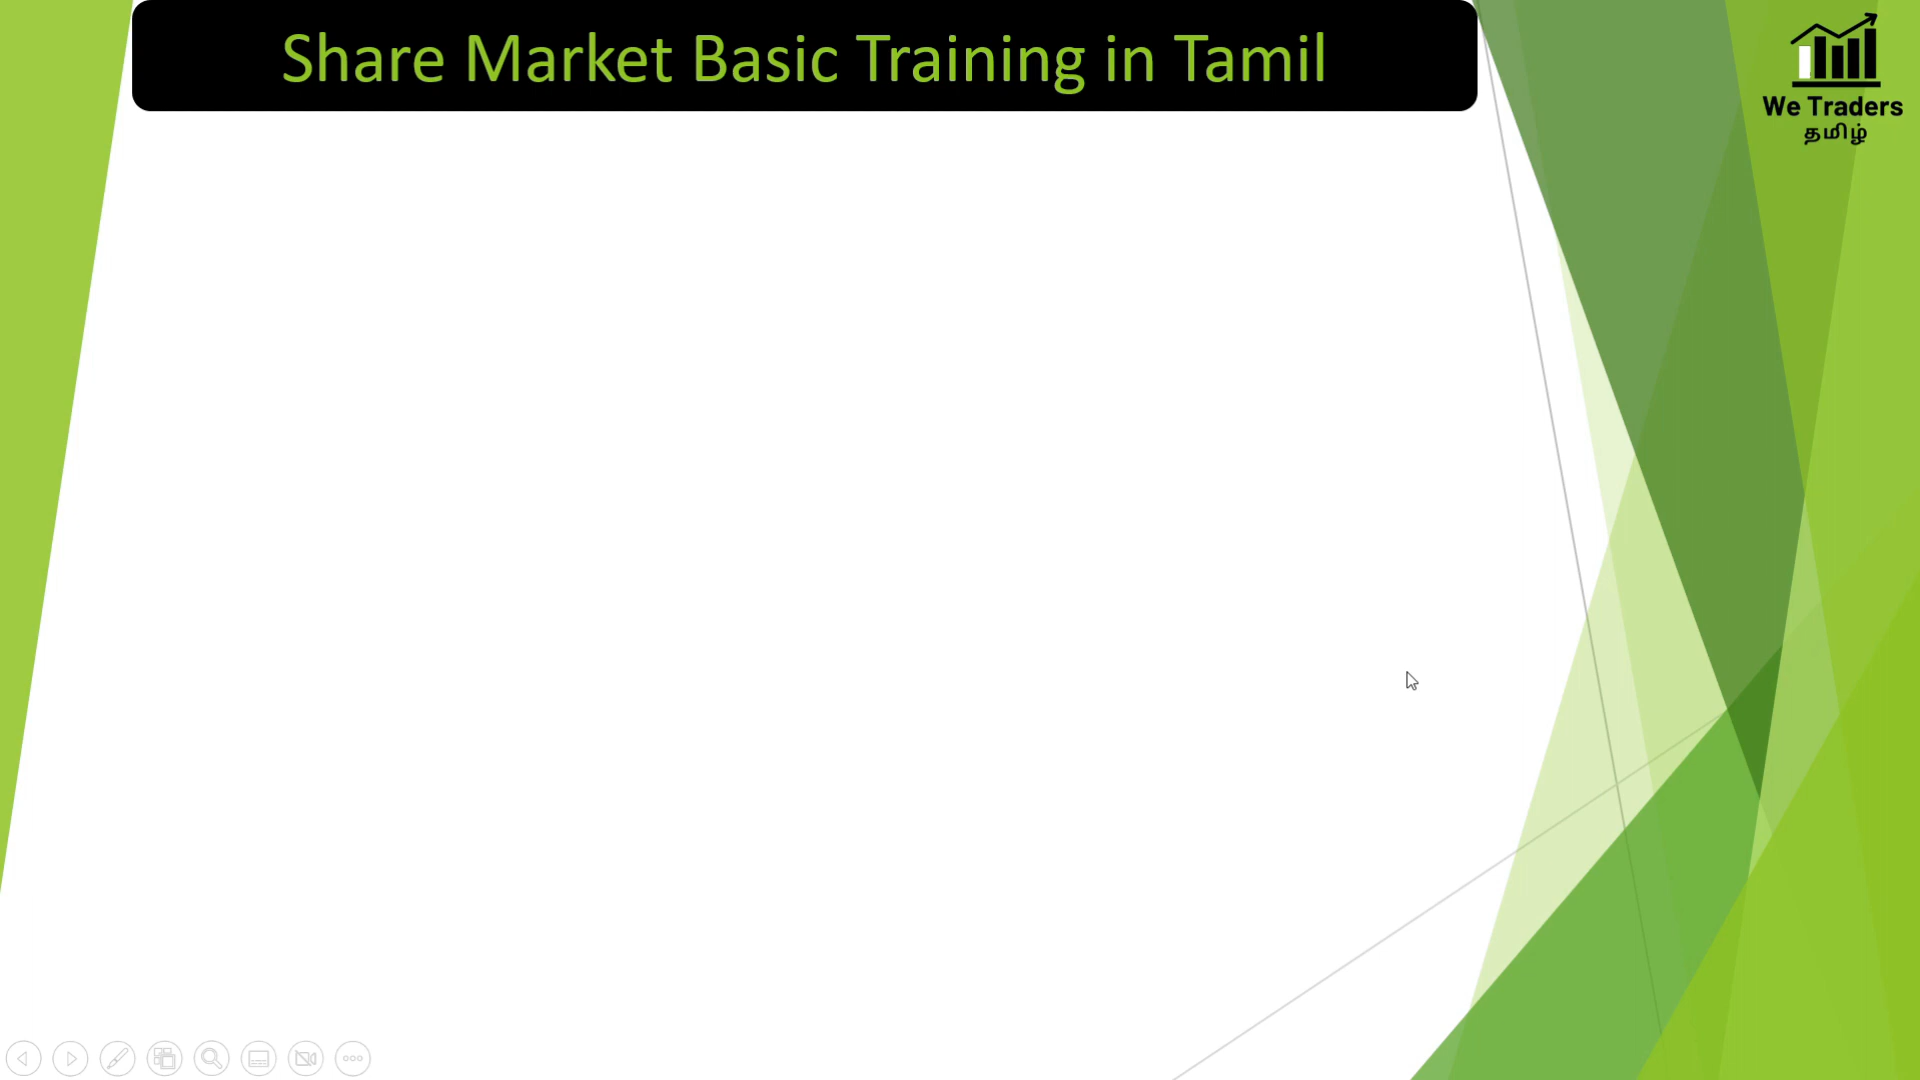 Share Market Basic Training in Tamil
We Traders
தமிழ்